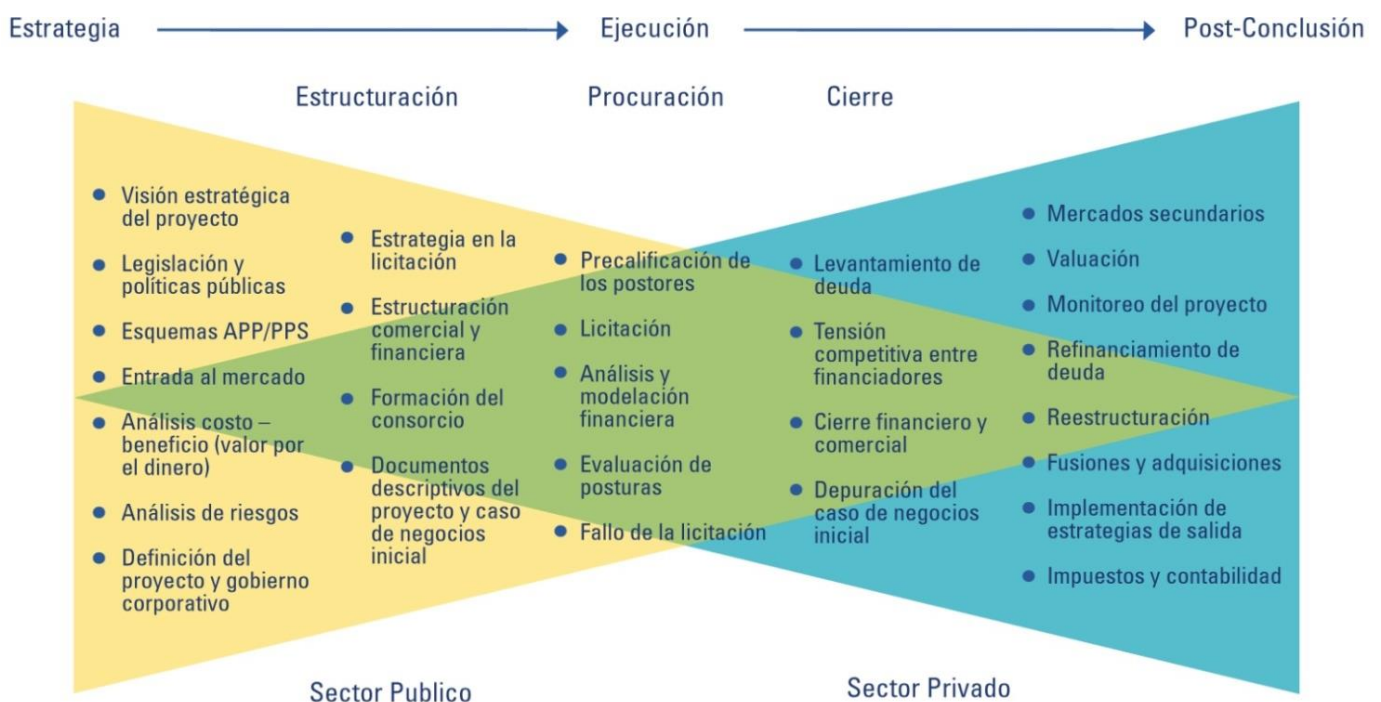 Estrategia
Ejecución
Post-Conclusión
Estructuración
Procuración
Cierre
• Visión estratégica
del proyecto
• Legislación y
políticas públicas
• Esquemas APP/PPS
• Entrada al mercado
• Análisis costo –
beneficio (valor por
el dinero)
• Análisis de riesgos
• Definición del
proyecto y gobierno
corporativo
• Estrategia en la
licitación
• Estructuración
comercial y
financiera
• Formación del
consorcio
• Documentos
descriptivos del
proyecto y caso
de negocios
inicial
• Precalificación de
los postores
• Licitación
• Análisis y
modelación
financiera
• Evaluación de
posturas
• Fallo de la licitación
• Levantamiento de
deuda
• Tensión
competitiva entre
financiadores
• Cierre financiero y
comercial
• Depuración del
caso de negocios
inicial
• Mercados secundarios
• Valuación
• Monitoreo del proyecto
• Refinanciamiento de
deuda
• Reestructuración
• Fusiones y adquisiciones
• Implementación de
estrategias de salida
• Impuestos y contabilidad
Sector Publico
Sector Privado